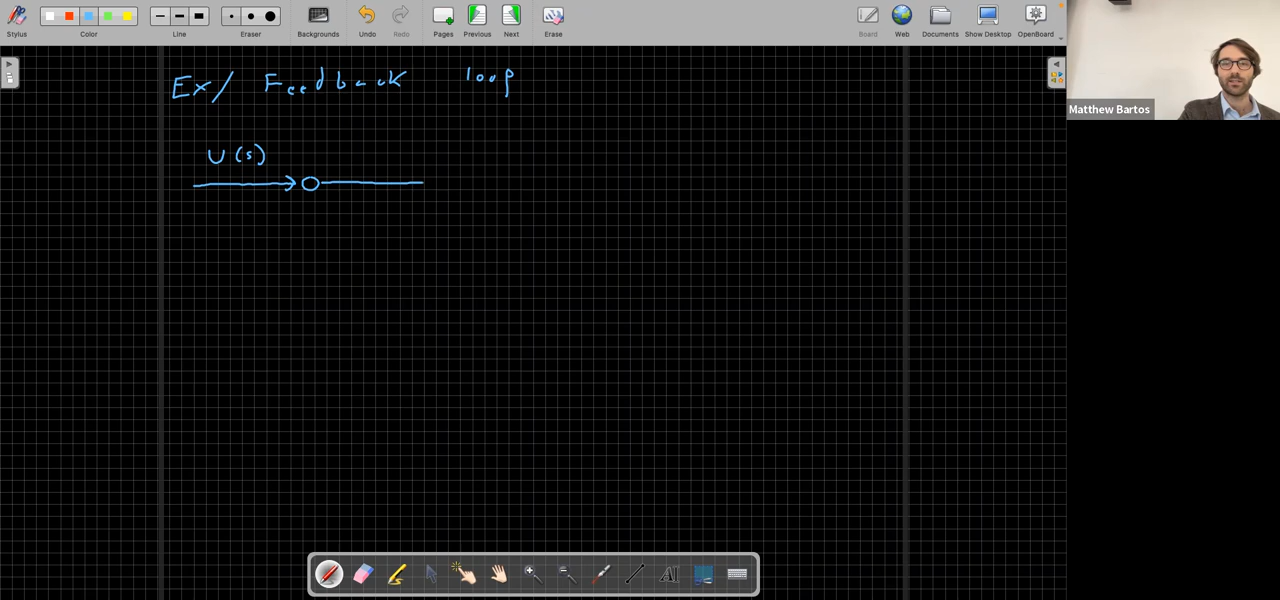 Stylus Color Line Eraser Backgrounds Undo Redo Pages Previous Next Erase Board Web Documents Show Desktop OpenBoard
Ex/ Feedback loop
Matthew Bartos
U(s)
AI